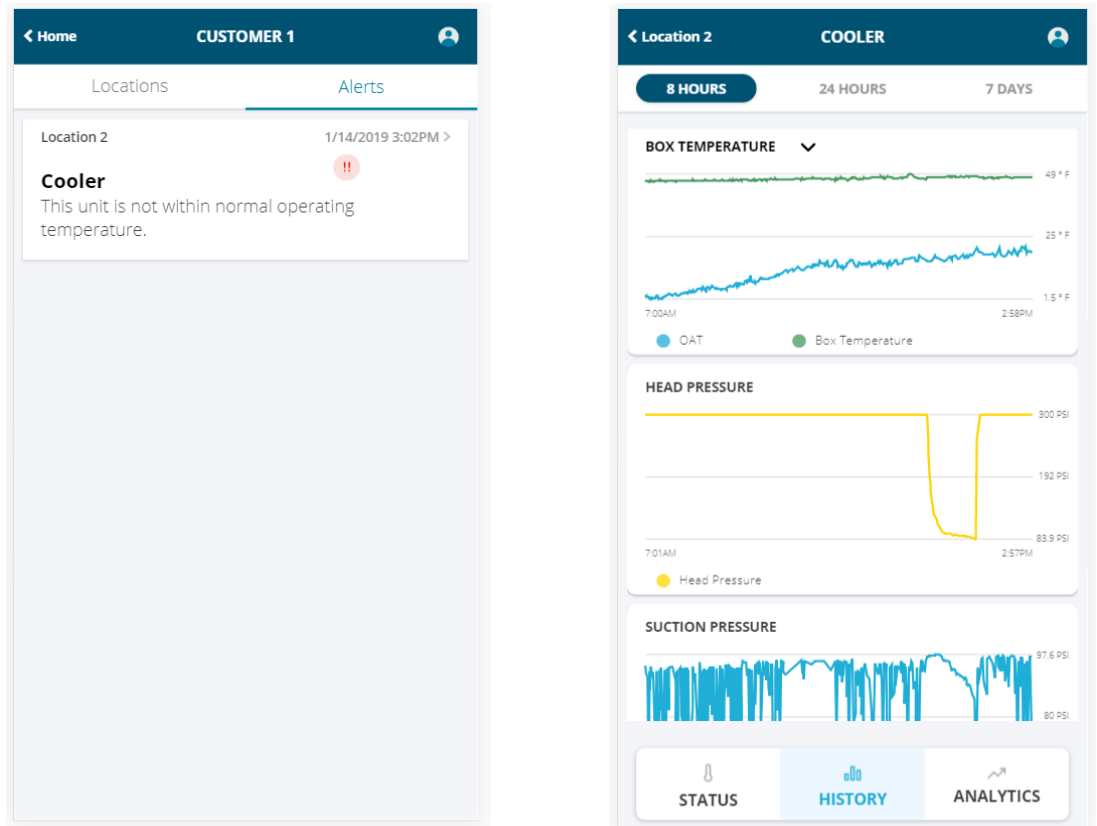 Home
CUSTOMER 1
Locations
Alerts
Location 2
1/14/2019 3:02PM
!!
Cooler
This unit is not within normal operating
temperature.
Location 2
COOLER
8 HOURS
24 HOURS
7 DAYS
BOX TEMPERATURE
49 ° F
25 ° F
1.5 ° F
7:00AM
2:58PM
OAT
Box Temperature
HEAD PRESSURE
300 PSI
192 PSI
83.9 PSI
7:01AM
2:57PM
Head Pressure
SUCTION PRESSURE
97.6 PSI
80 PSI
STATUS
HISTORY
ANALYTICS